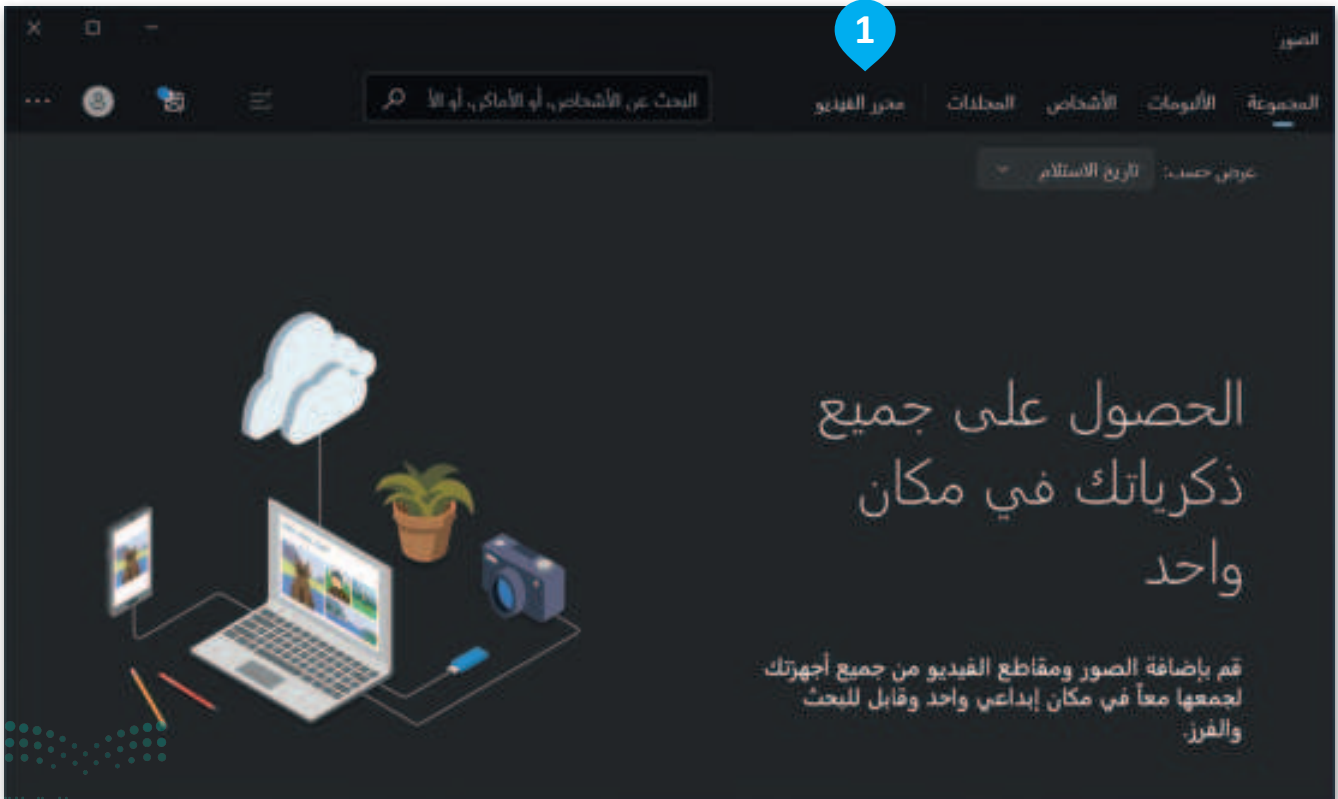 1
الصور
المجموعة الألبومات الأشخاص المجلدات محرر الفيديو البحث عن الأشخاص، أو الأماكن، أو الأ
عرض حسب: تاريخ الاستلام
الحصول على جميع
ذكرياتك في مكان
واحد
قم بإضافة الصور ومقاطع الفيديو من جميع أجهزتك
لجمعها معاً في مكان إبداعي واحد وقابل للبحث
والفرز.